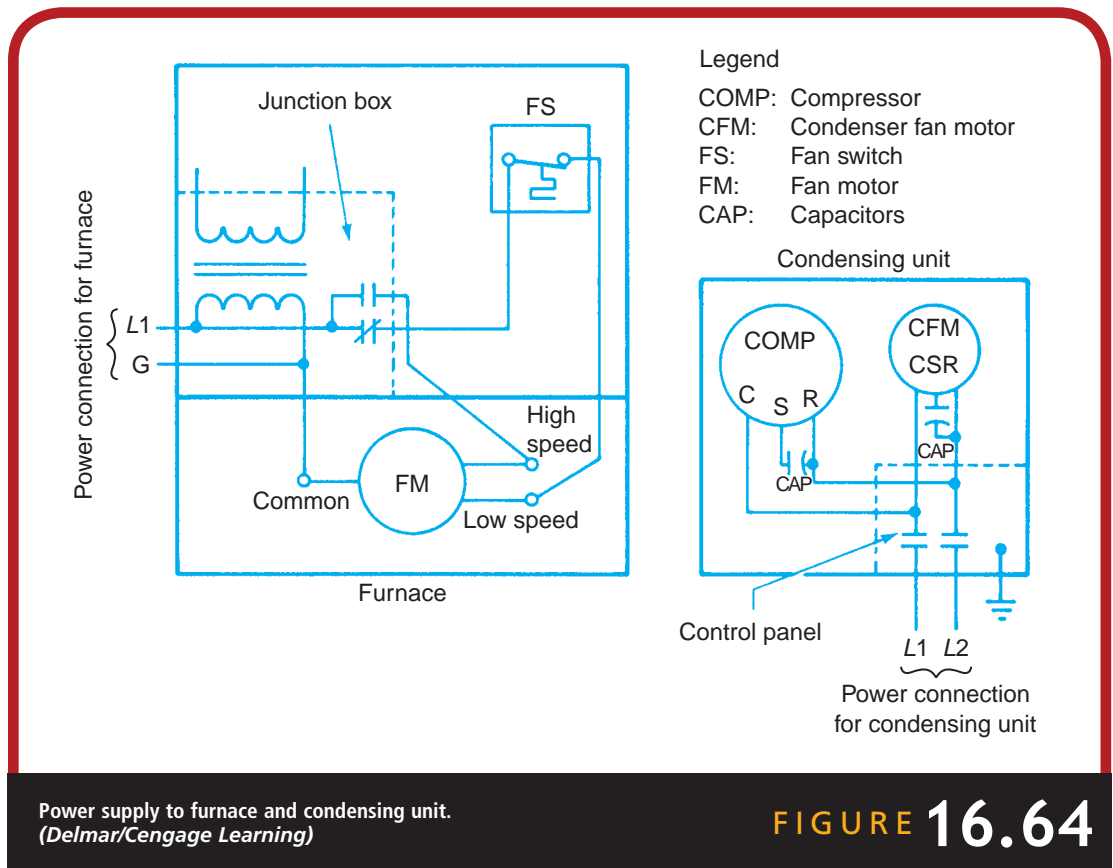 Legend
COMP: Compressor
CFM: Condenser fan motor
FS: Fan switch
FM: Fan motor
CAP: Capacitors
Junction box
FS
Power connection for furnace
L1
G
Common
FM
High
speed
Low speed
Furnace
Condensing unit
COMP
C S R
CAP
CFM
CSR
CAP
Control panel
L1 L2
Power connection
for condensing unit
Power supply to furnace and condensing unit.
(Delmar/Cengage Learning)
FIGURE 16.64